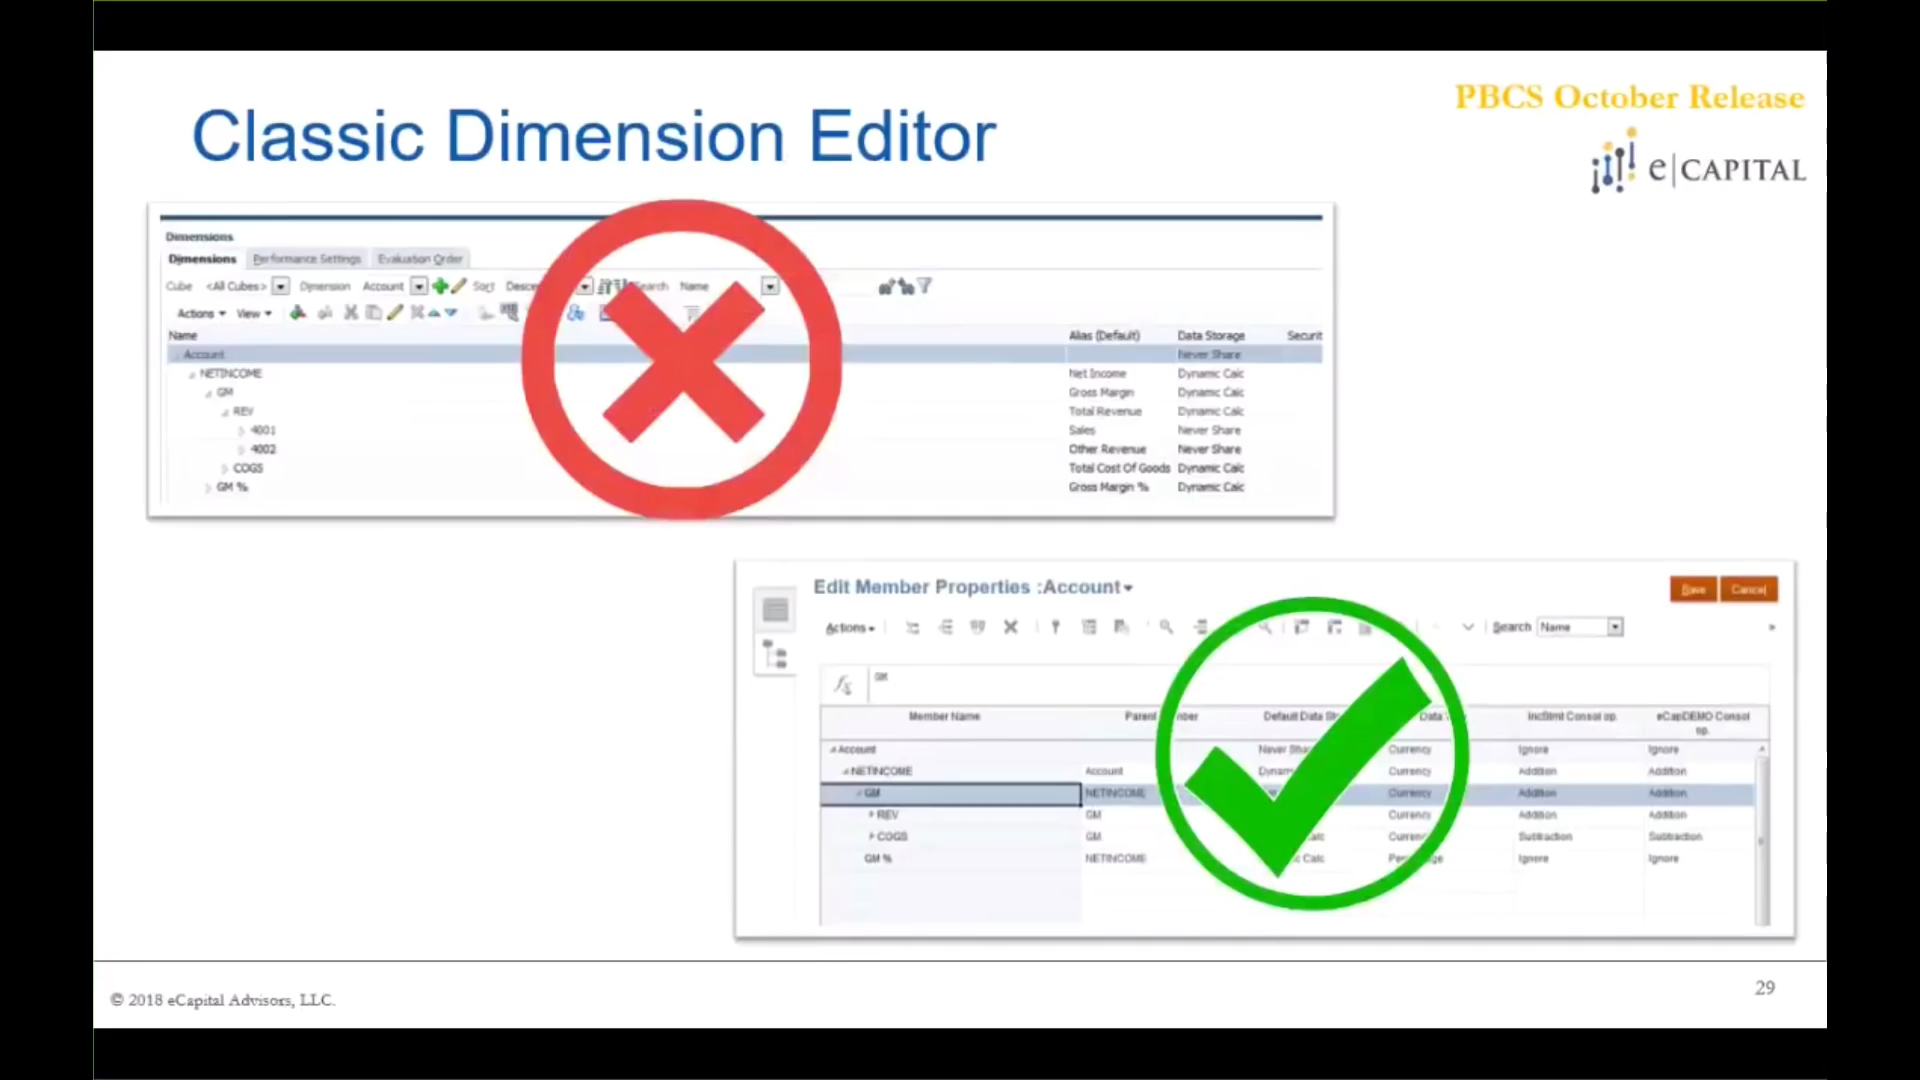 PBCS October Release
Classic Dimension Editor
e|CAPITAL
Dimensions
Dimensions Performance Settings Evaluation Order
Cube <All Cubes> Dimension Account Sort Search Name
Actions View
Name Alias (Default) Data Storage Securit
Account Never Share
NETINCOME Net Income Dynamic Calc
GM Gross Margin Dynamic Calc
REV Total Revenue Dynamic Calc
4001 Sales Never Share
4002 Other Revenue Never Share
COGS Total Cost Of Goods Dynamic Calc
GM % Gross Margin % Dynamic Calc
Edit Member Properties :Account Save Cancel
Actions Search Name
fx GM
Member Name Parent Default Data IncStmt Consol op. eCapDEMO Consol
op.
Account Never Currency Ignore Ignore
NETINCOME Account Currency Addition Addition
GM NETINCOME Currency Addition Addition
REV GM Currency Addition Addition
COGS GM Currency Subtraction Subtraction
GM % NETINCOME Calc Ignore Ignore
© 2018 eCapital Advisors, LLC.
29